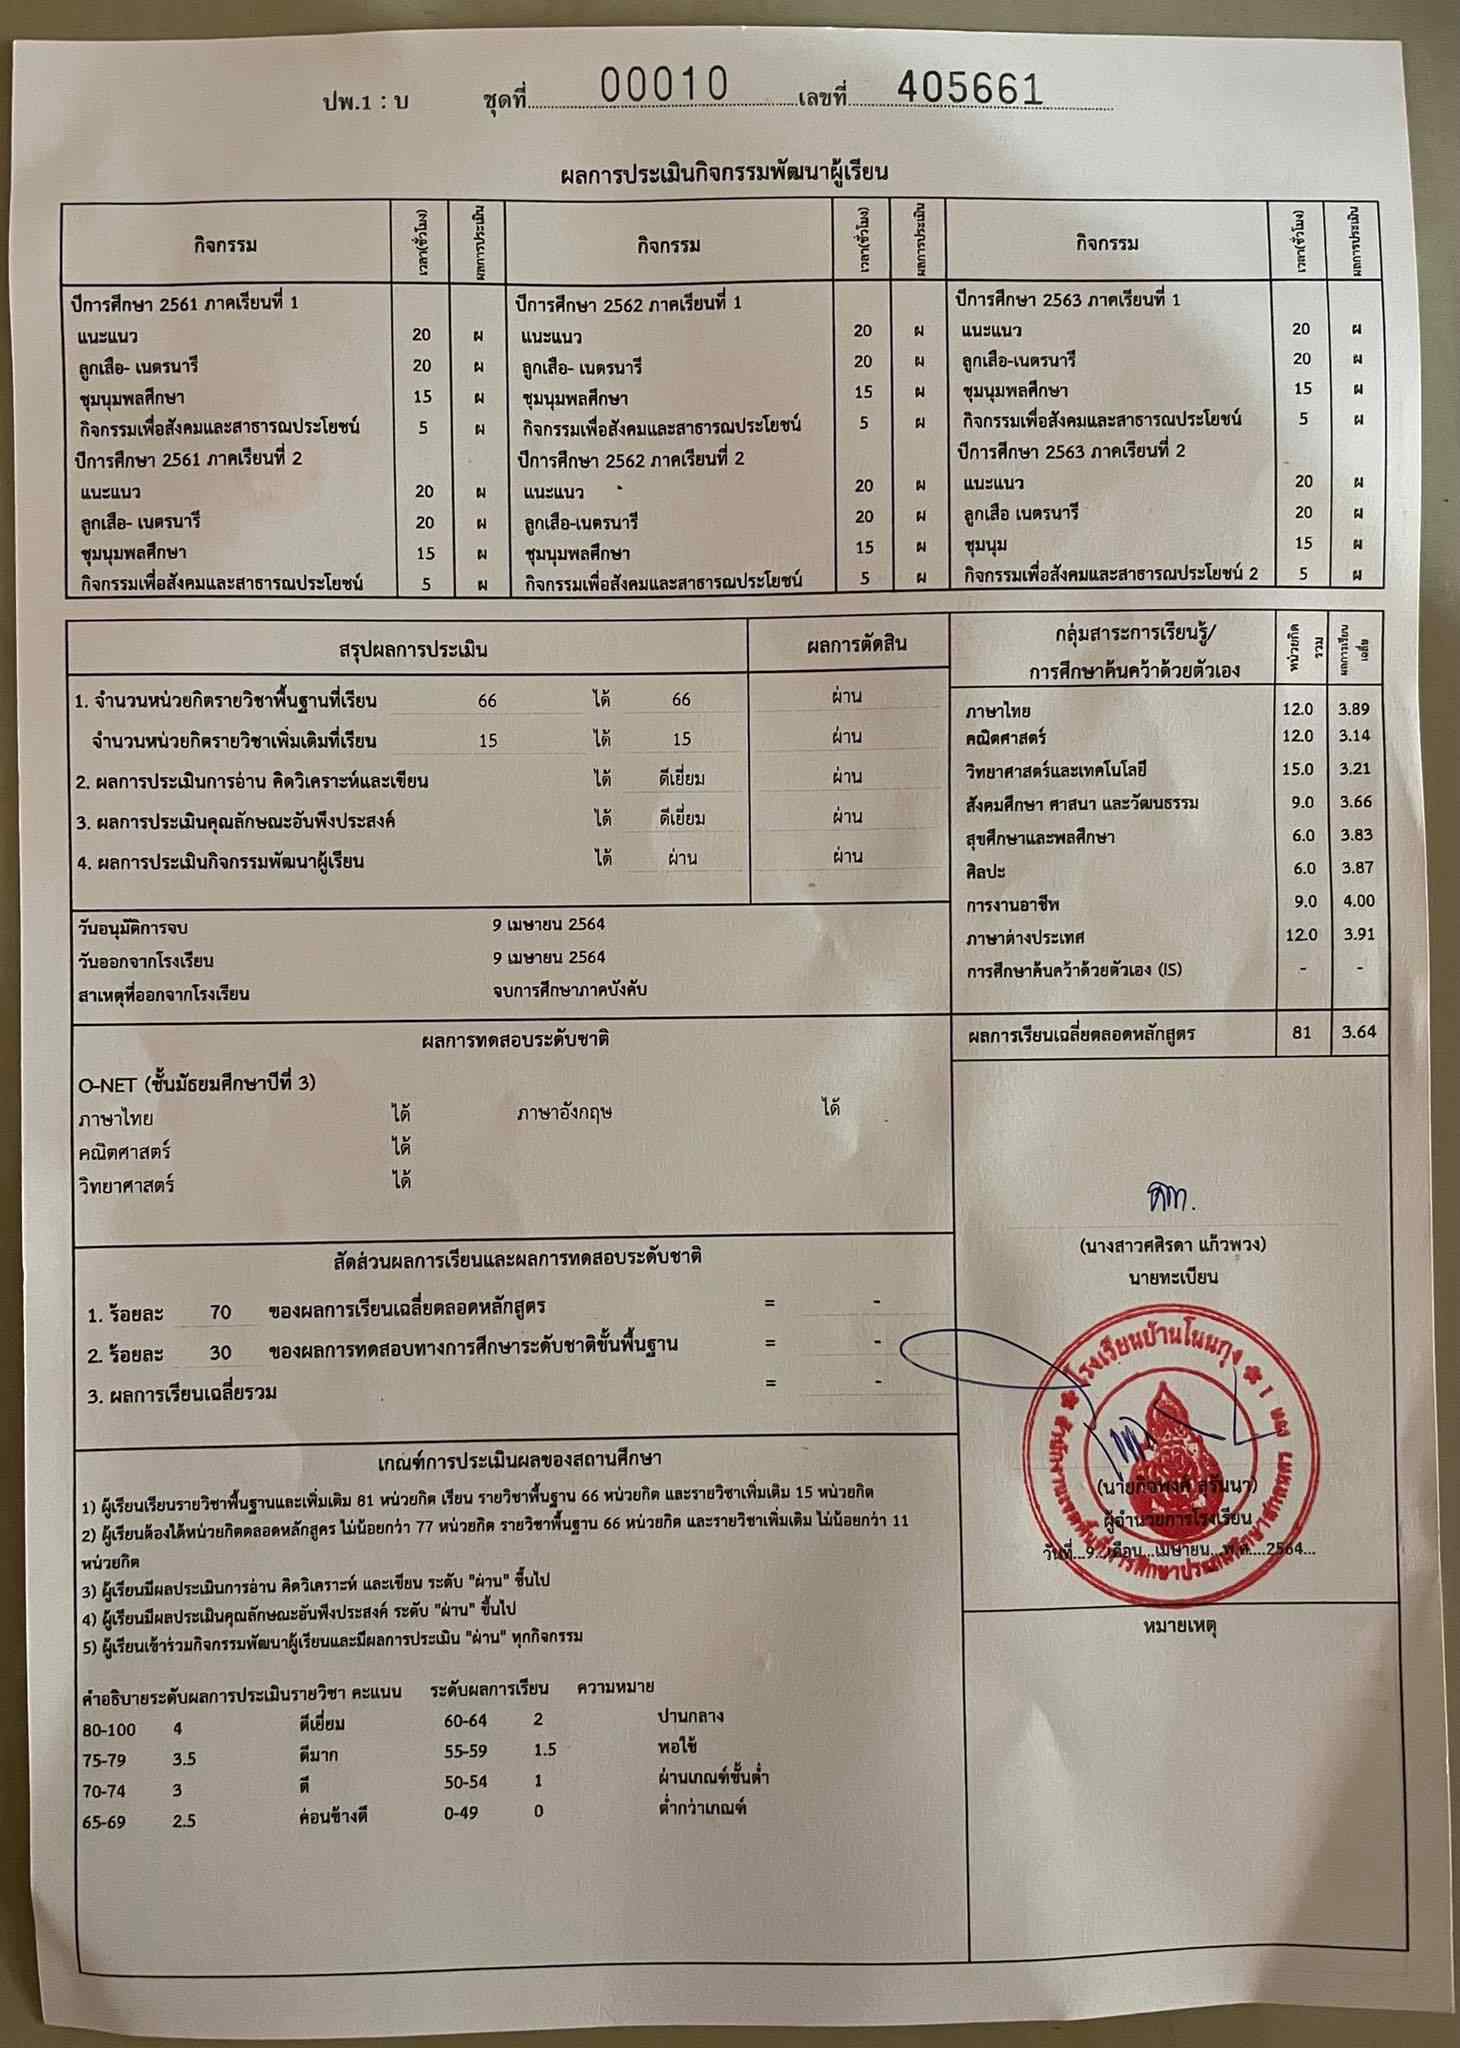 ปพ.1 : บ ชุดที่ 00010 เลขที่ 405661
ผลการประเมินกิจกรรมพัฒนาผู้เรียน
กิจกรรม เวลา(ชั่วโมง) ผลการประเมิน กิจกรรม เวลา(ชั่วโมง) ผลการประเมิน กิจกรรม เวลา(ชั่วโมง) ผลการประเมิน
ปีการศึกษา 2561 ภาคเรียนที่ 1 ปีการศึกษา 2562 ภาคเรียนที่ 1 ปีการศึกษา 2563 ภาคเรียนที่ 1
แนะแนว 20 ผ แนะแนว 20 ผ แนะแนว 20 ผ
ลูกเสือ- เนตรนารี 20 ผ ลูกเสือ- เนตรนารี 20 ผ ลูกเสือ-เนตรนารี 20 ผ
ชุมนุมพลศึกษา 15 ผ ชุมนุมพลศึกษา 15 ผ ชุมนุมพลศึกษา 15 ผ
กิจกรรมเพื่อสังคมและสาธารณประโยชน์ 5 ผ กิจกรรมเพื่อสังคมและสาธารณประโยชน์ 5 ผ กิจกรรมเพื่อสังคมและสาธารณประโยชน์ 5 ผ
ปีการศึกษา 2561 ภาคเรียนที่ 2 ปีการศึกษา 2562 ภาคเรียนที่ 2 ปีการศึกษา 2563 ภาคเรียนที่ 2
แนะแนว 20 ผ แนะแนว 20 ผ แนะแนว 20 ผ
ลูกเสือ- เนตรนารี 20 ผ ลูกเสือ-เนตรนารี 20 ผ ลูกเสือ เนตรนารี 20 ผ
ชุมนุมพลศึกษา 15 ผ ชุมนุมพลศึกษา 15 ผ ชุมนุม 15 ผ
กิจกรรมเพื่อสังคมและสาธารณประโยชน์ 5 ผ กิจกรรมเพื่อสังคมและสาธารณประโยชน์ 5 ผ กิจกรรมเพื่อสังคมและสาธารณประโยชน์ 2 5 ผ
สรุปผลการประเมิน ผลการตัดสิน
1. จำนวนหน่วยกิตรายวิชาพื้นฐานที่เรียน 66 ได้ 66 ผ่าน
จำนวนหน่วยกิตรายวิชาเพิ่มเติมที่เรียน 15 ได้ 15 ผ่าน
2. ผลการประเมินการอ่าน คิดวิเคราะห์และเขียน ได้ ดีเยี่ยม ผ่าน
3. ผลการประเมินคุณลักษณะอันพึงประสงค์ ได้ ดีเยี่ยม ผ่าน
4. ผลการประเมินกิจกรรมพัฒนาผู้เรียน ได้ ผ่าน ผ่าน
วันอนุมัติการจบ 9 เมษายน 2564
วันออกจากโรงเรียน 9 เมษายน 2564
สาเหตุที่ออกจากโรงเรียน จบการศึกษาภาคบังคับ
ผลการทดสอบระดับชาติ
O-NET (ชั้นมัธยมศึกษาปีที่ 3)
ภาษาไทย ได้ ภาษาอังกฤษ ได้
คณิตศาสตร์ ได้
วิทยาศาสตร์ ได้
สัดส่วนผลการเรียนและผลการทดสอบระดับชาติ
1. ร้อยละ 70 ของผลการเรียนเฉลี่ยตลอดหลักสูตร = -
2. ร้อยละ 30 ของผลการทดสอบทางการศึกษาระดับชาติขั้นพื้นฐาน = -
3. ผลการเรียนเฉลี่ยรวม = -
เกณฑ์การประเมินผลของสถานศึกษา
1) ผู้เรียนเรียนรายวิชาพื้นฐานและเพิ่มเติม 81 หน่วยกิต เรียน รายวิชาพื้นฐาน 66 หน่วยกิต และรายวิชาเพิ่มเติม 15 หน่วยกิต
2) ผู้เรียนต้องได้หน่วยกิตตลอดหลักสูตร ไม่น้อยกว่า 77 หน่วยกิต รายวิชาพื้นฐาน 66 หน่วยกิต และรายวิชาเพิ่มเติม ไม่น้อยกว่า 11
หน่วยกิต
3) ผู้เรียนมีผลประเมินการอ่าน คิดวิเคราะห์ และเขียน ระดับ "ผ่าน" ขึ้นไป
4) ผู้เรียนมีผลประเมินคุณลักษณะอันพึงประสงค์ ระดับ "ผ่าน" ขึ้นไป
5) ผู้เรียนเข้าร่วมกิจกรรมพัฒนาผู้เรียนและมีผลการประเมิน "ผ่าน" ทุกกิจกรรม
คำอธิบายระดับผลการประเมินรายวิชา คะแนน ระดับผลการเรียน ความหมาย
80-100 4 ดีเยี่ยม 60-64 2 ปานกลาง
75-79 3.5 ดีมาก 55-59 1.5 พอใช้
70-74 3 ดี 50-54 1 ผ่านเกณฑ์ขั้นต่ำ
65-69 2.5 ค่อนข้างดี 0-49 0 ต่ำกว่าเกณฑ์
กลุ่มสาระการเรียนรู้/
การศึกษาค้นคว้าด้วยตัวเอง หน่วยกิตรวม ผลการเรียนเฉลี่ย
ภาษาไทย 12.0 3.89
คณิตศาสตร์ 12.0 3.14
วิทยาศาสตร์และเทคโนโลยี 15.0 3.21
สังคมศึกษา ศาสนา และวัฒนธรรม 9.0 3.66
สุขศึกษาและพลศึกษา 6.0 3.83
ศิลปะ 6.0 3.87
การงานอาชีพ 9.0 4.00
ภาษาต่างประเทศ 12.0 3.91
การศึกษาค้นคว้าด้วยตัวเอง (IS) - -
ผลการเรียนเฉลี่ยตลอดหลักสูตร 81 3.64
(นางสาวศศิรดา แก้วพวง)
นายทะเบียน
โรงเรียนบ้านโนนกุง
สำนักงานเขตพื้นที่การศึกษาประถมศึกษาสกลนคร เขต 1
ผู้อำนวยการโรงเรียน
วันที่...9...เดือน...เมษายน...พ.ศ....2564...
หมายเหตุ